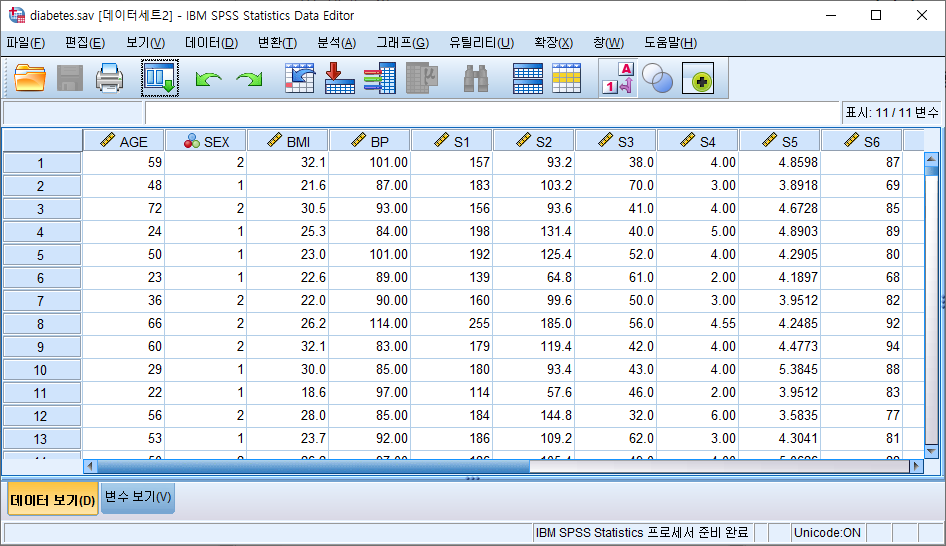 diabetes.sav [데이터세트2] - IBM SPSS Statistics Data Editor
파일(F) 편집(E) 보기(V) 데이터(D) 변환(T) 분석(A) 그래프(G) 유틸리티(U) 확장(X) 창(W) 도움말(H)
표시: 11 / 11 변수
AGE SEX BMI BP S1 S2 S3 S4 S5 S6
1 59 2 32.1 101.00 157 93.2 38.0 4.00 4.8598 87
2 48 1 21.6 87.00 183 103.2 70.0 3.00 3.8918 69
3 72 2 30.5 93.00 156 93.6 41.0 4.00 4.6728 85
4 24 1 25.3 84.00 198 131.4 40.0 5.00 4.8903 89
5 50 1 23.0 101.00 192 125.4 52.0 4.00 4.2905 80
6 23 1 22.6 89.00 139 64.8 61.0 2.00 4.1897 68
7 36 2 22.0 90.00 160 99.6 50.0 3.00 3.9512 82
8 66 2 26.2 114.00 255 185.0 56.0 4.55 4.2485 92
9 60 2 32.1 83.00 179 119.4 42.0 4.00 4.4773 94
10 29 1 30.0 85.00 180 93.4 43.0 4.00 5.3845 88
11 22 1 18.6 97.00 114 57.6 46.0 2.00 3.9512 83
12 56 2 28.0 85.00 184 144.8 32.0 6.00 3.5835 77
13 53 1 23.7 92.00 186 109.2 62.0 3.00 4.3041 81
데이터 보기(D) 변수 보기(V)
IBM SPSS Statistics 프로세서 준비 완료 Unicode:ON